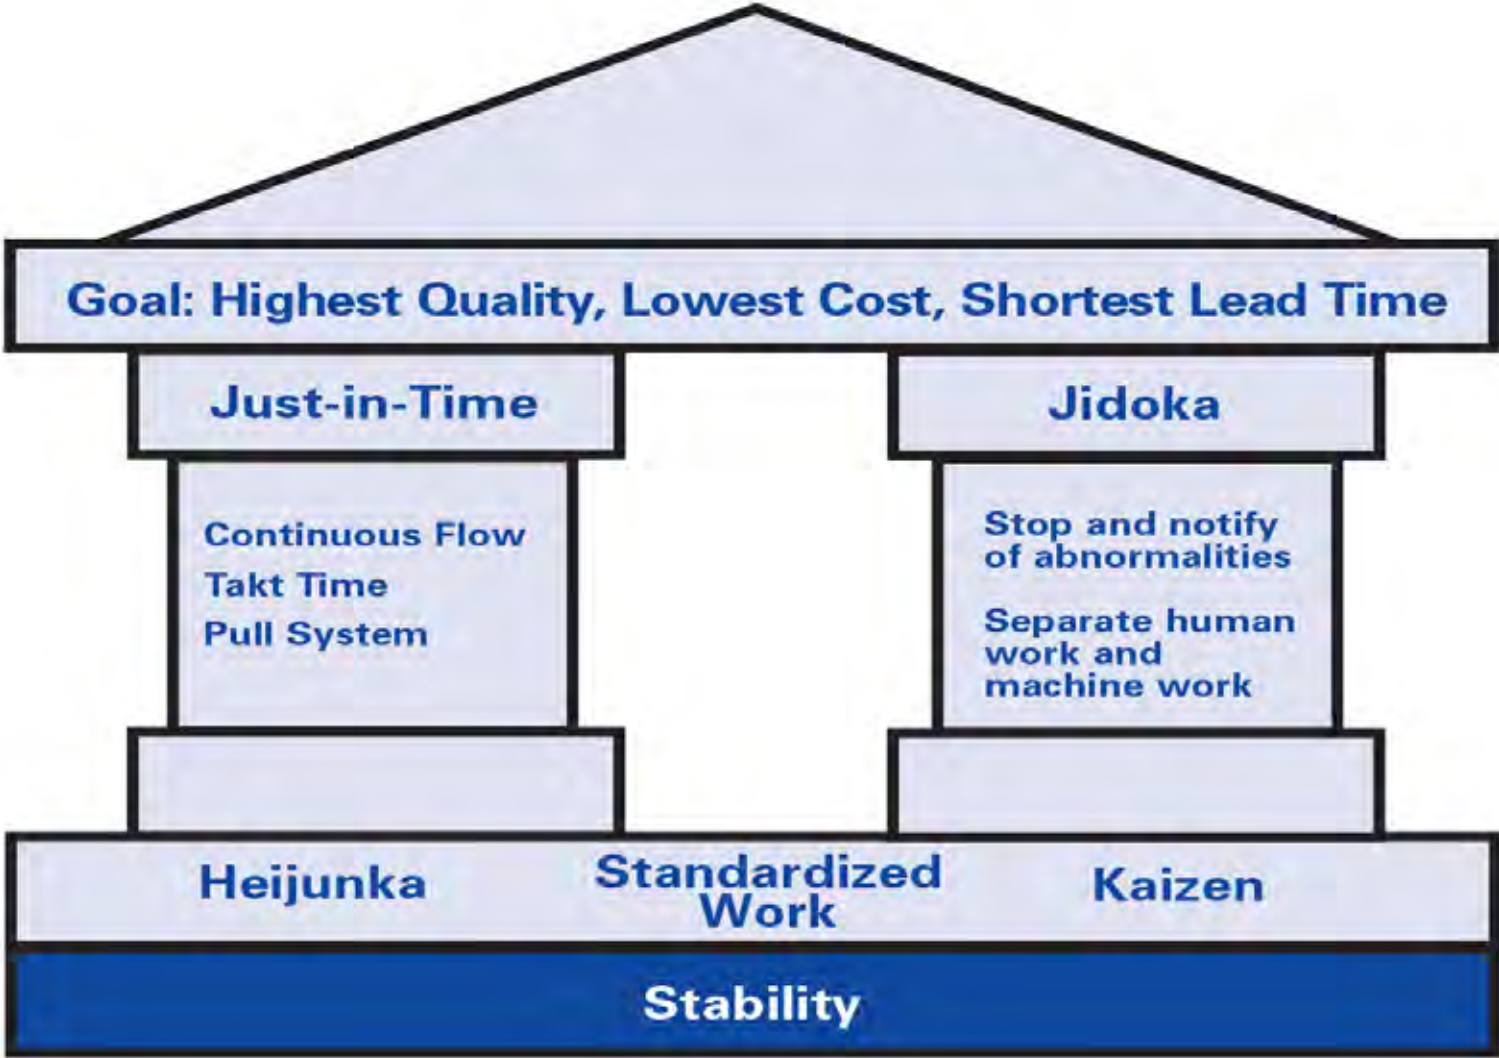 Goal: Highest Quality, Lowest Cost, Shortest Lead Time
Just-in-Time
Continuous Flow
Takt Time
Pull System
Jidoka
Stop and notify
of abnormalities
Separate human
work and
machine work
Heijunka
Standardized
Work
Kaizen
Stability